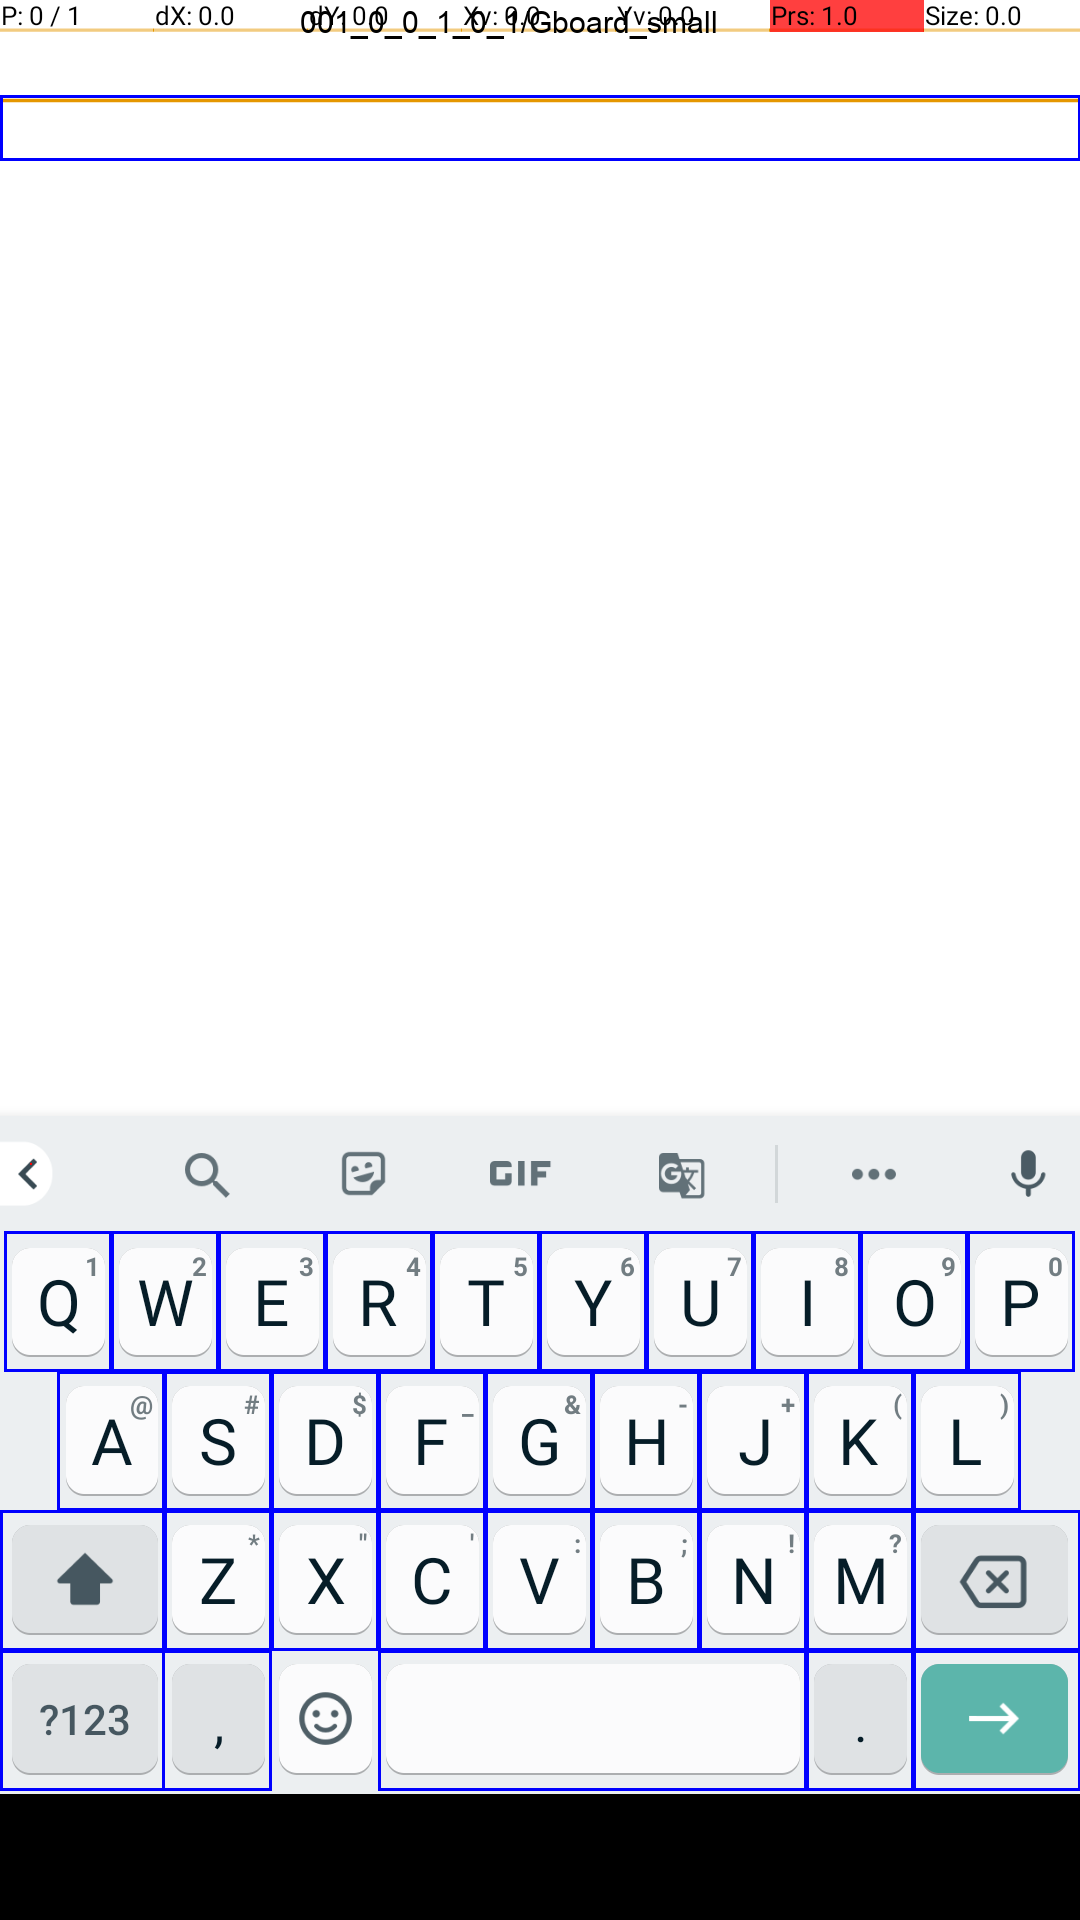 P: 0 / 1 dX: 0.0 dY: 0.0 Xv: 0.0 Yv: 0.0 Prs: 1.0 Size: 0.0
001_0_0_1_0_1/Gboard_small
GIF
G 文
Q 1 W 2 E 3 R 4 T 5 Y 6 U 7 I 8 O 9 P 0
A @ S # D $ F _ G & H - J + K ( L )
Z * X " C ' V : B ; N ! M ?
?123 , .